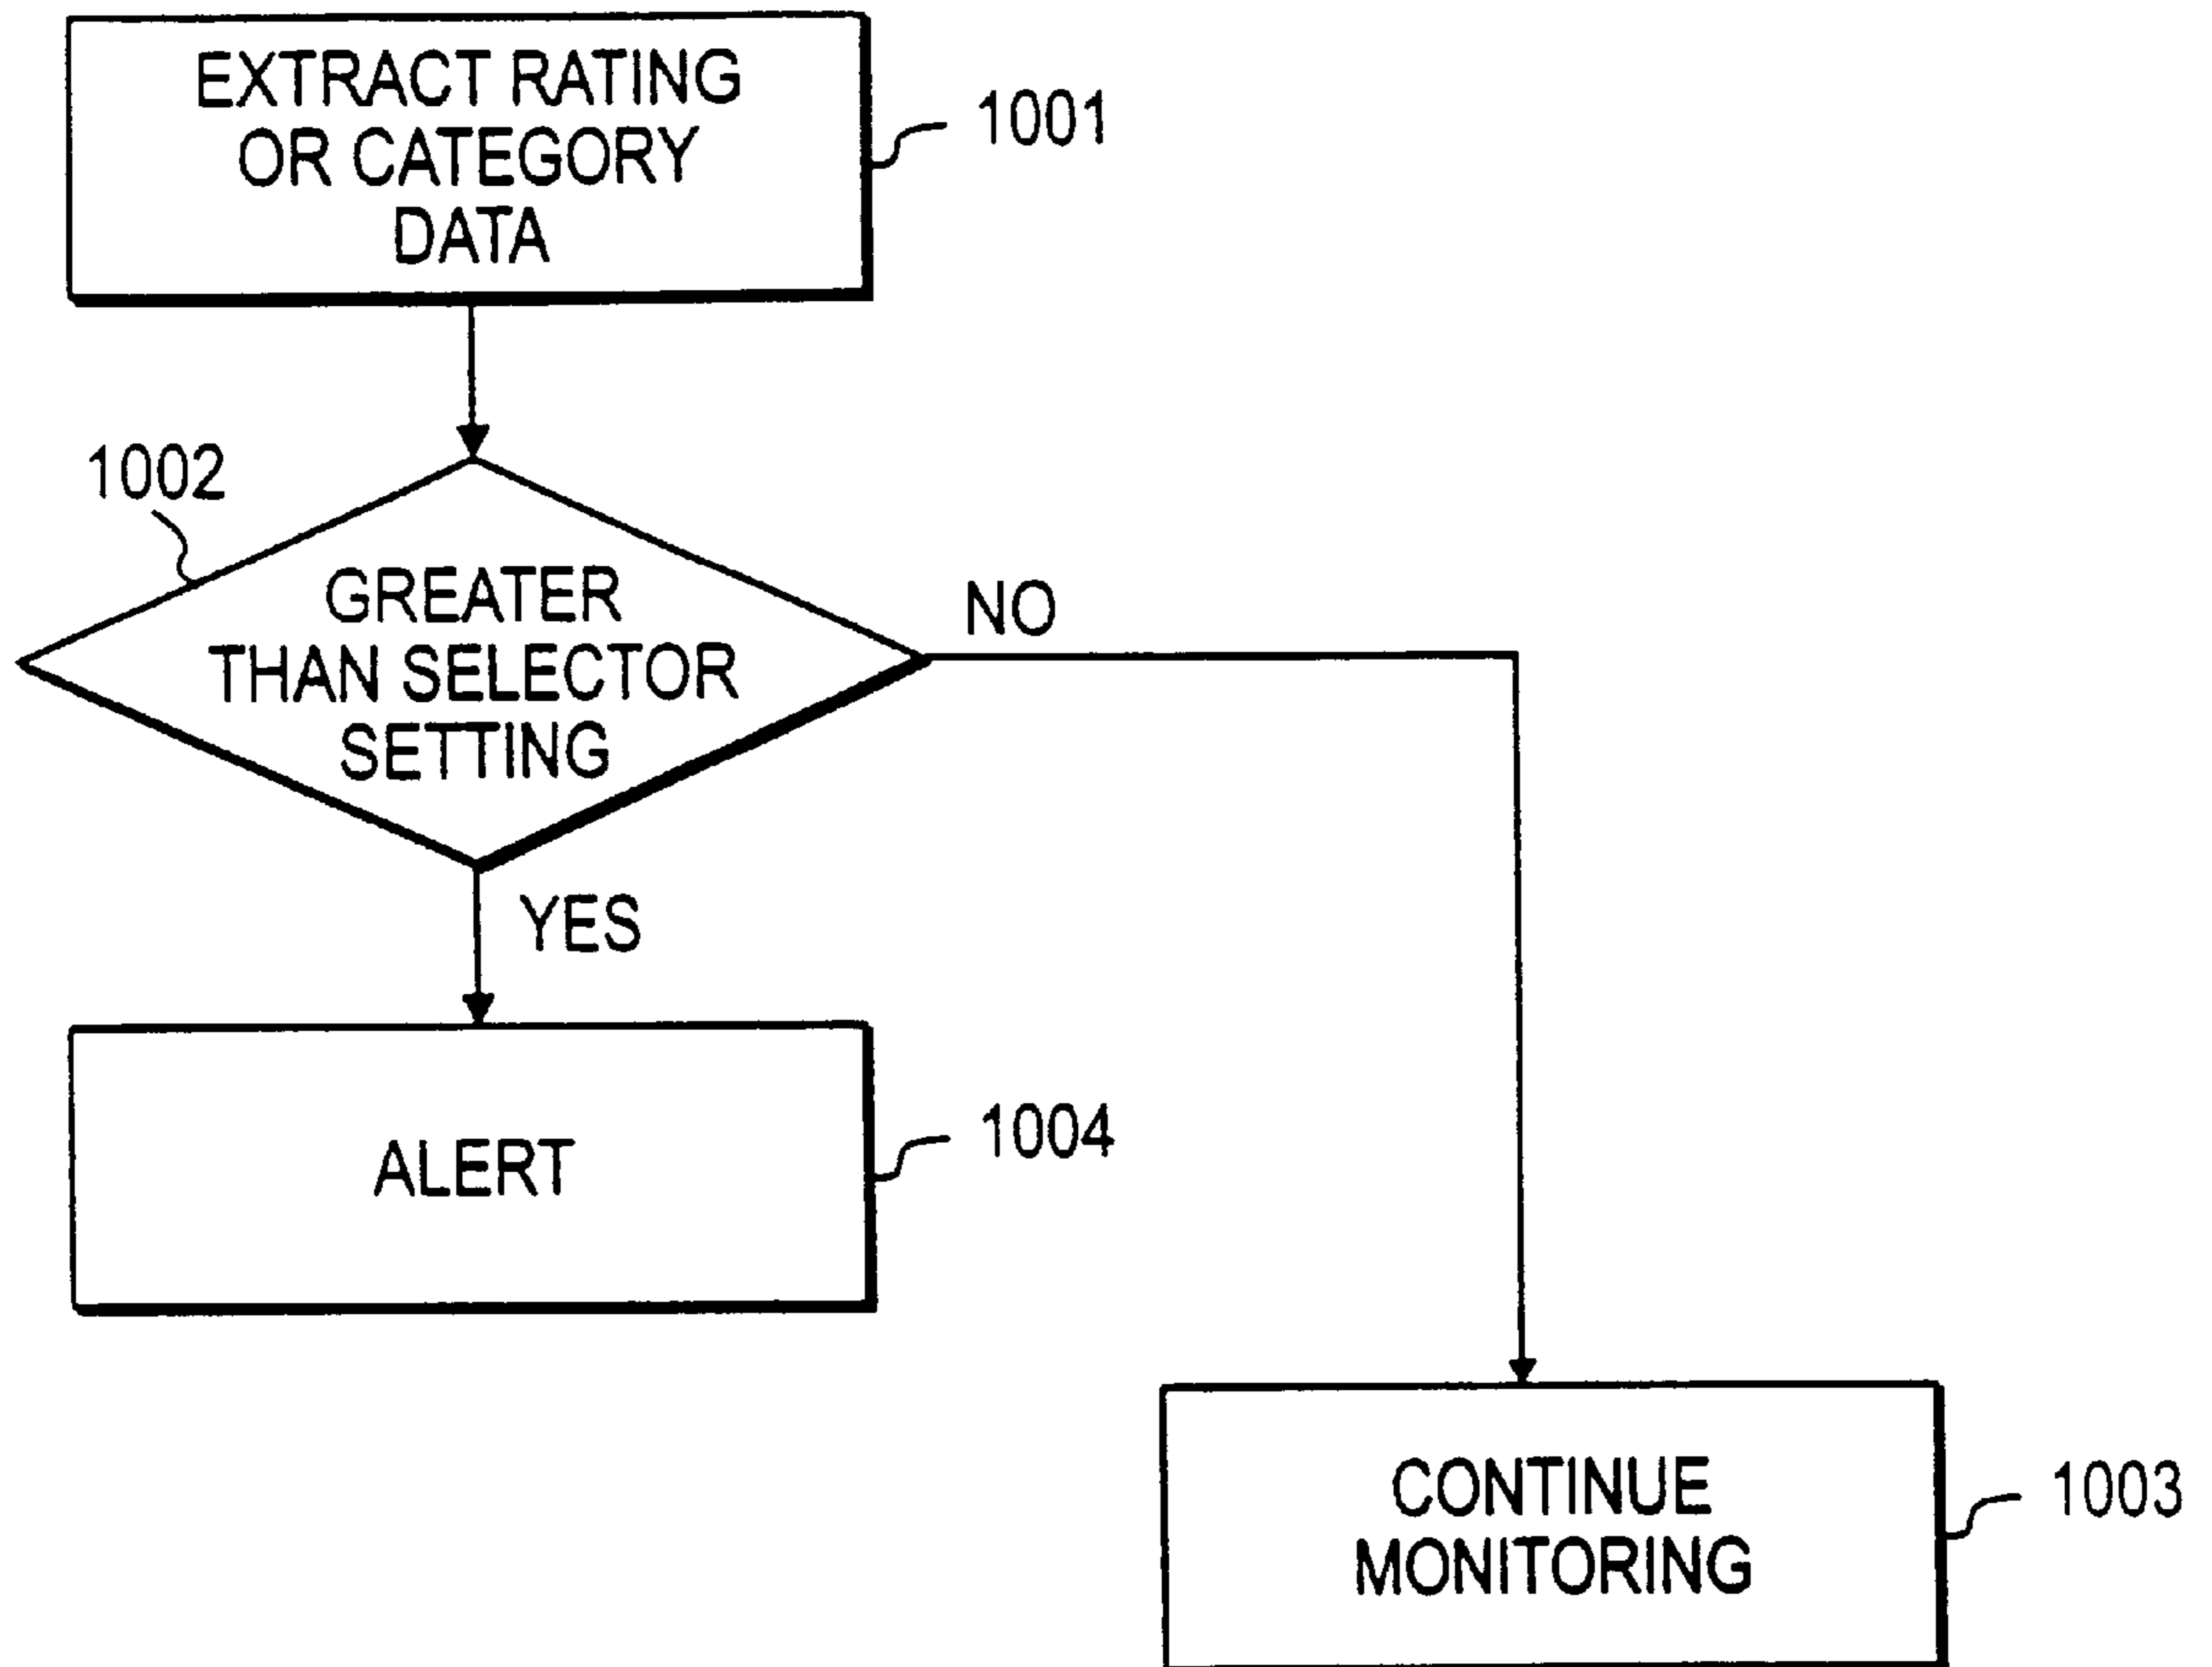 EXTRACT RATING
OR CATEGORY
DATA
1001
1002
GREATER
THAN SELECTOR
SETTING
NO
YES
ALERT
1004
CONTINUE
MONITORING
1003